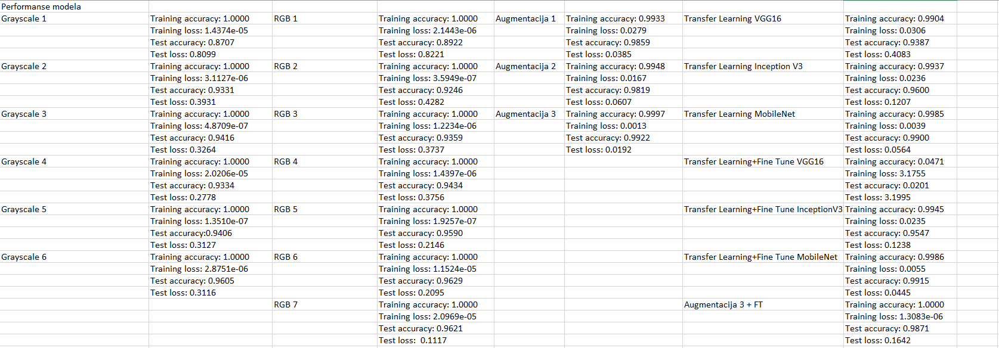 Performanse modela
Grayscale 1 Training accuracy: 1.0000 RGB 1 Training accuracy: 1.0000 Augmentacija 1 Training accuracy: 0.9933 Transfer Learning VGG16 Training accuracy: 0.9904
Training loss: 1.4374e-05 Training loss: 2.1443e-06 Training loss: 0.0279 Training loss: 0.0306
Test accuracy: 0.8707 Test accuracy: 0.8922 Test accuracy: 0.9859 Test accuracy: 0.9387
Test loss: 0.8099 Test loss: 0.8221 Test loss: 0.0385 Test loss: 0.4083
Grayscale 2 Training accuracy: 1.0000 RGB 2 Training accuracy: 1.0000 Augmentacija 2 Training accuracy: 0.9948 Transfer Learning Inception V3 Training accuracy: 0.9937
Training loss: 3.1127e-06 Training loss: 3.5949e-07 Training loss: 0.0167 Training loss: 0.0236
Test accuracy: 0.9331 Test accuracy: 0.9246 Test accuracy: 0.9819 Test accuracy: 0.9600
Test loss: 0.3931 Test loss: 0.4282 Test loss: 0.0607 Test loss: 0.1207
Grayscale 3 Training accuracy: 1.0000 RGB 3 Training accuracy: 1.0000 Augmentacija 3 Training accuracy: 0.9997 Transfer Learning MobileNet Training accuracy: 0.9985
Training loss: 4.8709e-07 Training loss: 1.2234e-06 Training loss: 0.0013 Training loss: 0.0039
Test accuracy: 0.9416 Test accuracy: 0.9359 Test accuracy: 0.9922 Test accuracy: 0.9900
Test loss: 0.3264 Test loss: 0.3737 Test loss: 0.0192 Test loss: 0.0564
Grayscale 4 Training accuracy: 1.0000 RGB 4 Training accuracy: 1.0000 Transfer Learning+Fine Tune VGG16 Training accuracy: 0.0471
Training loss: 2.0206e-05 Training loss: 1.4397e-06 Training loss: 3.1755
Test accuracy: 0.9334 Test accuracy: 0.9434 Test accuracy: 0.0201
Test loss: 0.2778 Test loss: 0.3756 Test loss: 3.1995
Grayscale 5 Training accuracy: 1.0000 RGB 5 Training accuracy: 1.0000 Transfer Learning+Fine Tune InceptionV3 Training accuracy: 0.9945
Training loss: 1.3510e-07 Training loss: 1.9257e-07 Training loss: 0.0235
Test accuracy:0.9406 Test accuracy: 0.9590 Test accuracy: 0.9547
Test loss: 0.3127 Test loss: 0.2146 Test loss: 0.1238
Grayscale 6 Training accuracy: 1.0000 RGB 6 Training accuracy: 1.0000 Transfer Learning+Fine Tune MobileNet Training accuracy: 0.9986
Training loss: 2.8751e-06 Training loss: 1.1524e-05 Training loss: 0.0055
Test accuracy: 0.9605 Test accuracy: 0.9629 Test accuracy: 0.9915
Test loss: 0.3116 Test loss: 0.2095 Test loss: 0.0445
RGB 7 Training accuracy: 1.0000 Augmentacija 3 + FT Training accuracy: 1.0000
Training loss: 2.0969e-05 Training loss: 1.3083e-06
Test accuracy: 0.9621 Test accuracy: 0.9871
Test loss:  0.1117 Test loss: 0.1642